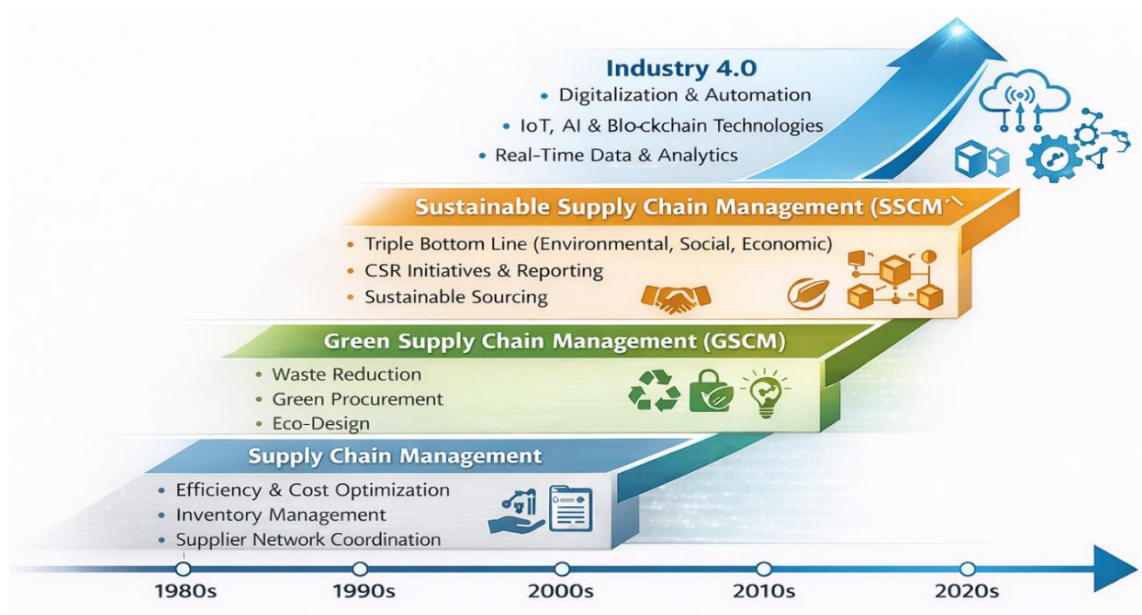 Industry 4.0
• Digitalization & Automation
• IoT, AI & Blo-ckchain Technologies
• Real-Time Data & Analytics
Sustainable Supply Chain Management (SSCM
• Triple Bottom Line (Environmental, Social, Economic)
• CSR Initiatives & Reporting
• Sustainable Sourcing
Green Supply Chain Management (GSCM)
• Waste Reduction
• Green Procurement
• Eco-Design
Supply Chain Management
• Efficiency & Cost Optimization
• Inventory Management
• Supplier Network Coordination
1980s
1990s
2000s
2010s
2020s